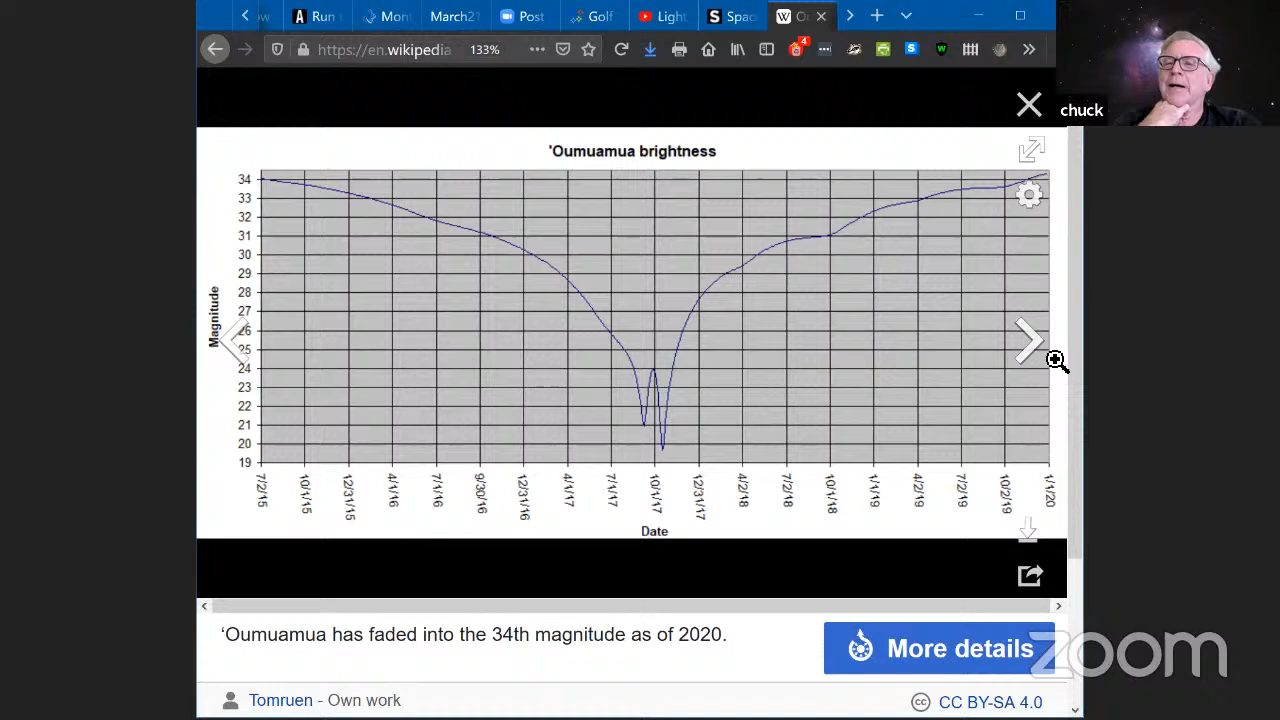 Run
Mont
March21
Post
Golf
Light
Spac
https://en.wikipedia
133%
4
chuck
'Oumuamua brightness
34
33
32
31
30
29
28
27
26
25
24
23
22
21
20
19
Magnitude
7/2/15
10/1/15
12/31/15
4/1/16
7/1/16
9/30/16
12/31/16
4/1/17
7/1/17
10/1/17
12/31/17
4/2/18
7/2/18
10/1/18
1/1/19
4/2/19
7/2/19
10/2/19
1/1/20
Date
ʻOumuamua has faded into the 34th magnitude as of 2020.
More details
zoom
Tomruen - Own work
CC BY-SA 4.0